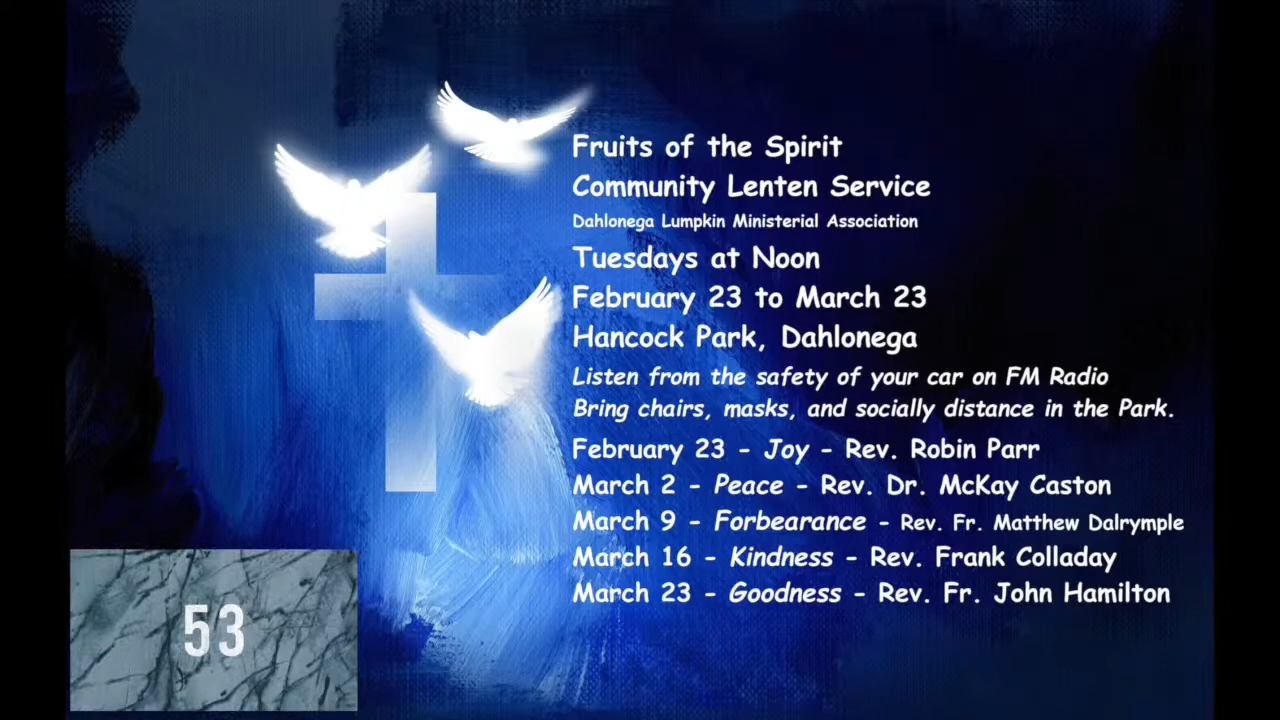 Fruits of the Spirit
Community Lenten Service
Dahlonega Lumpkin Ministerial Association
Tuesdays at Noon
February 23 to March 23
Hancock Park, Dahlonega
Listen from the safety of your car on FM Radio
Bring chairs, masks, and socially distance in the Park.
February 23 - Joy - Rev. Robin Parr
March 2 - Peace - Rev. Dr. McKay Caston
March 9 - Forbearance - Rev. Fr. Matthew Dalrymple
March 16 - Kindness - Rev. Frank Colladay
March 23 - Goodness - Rev. Fr. John Hamilton
53